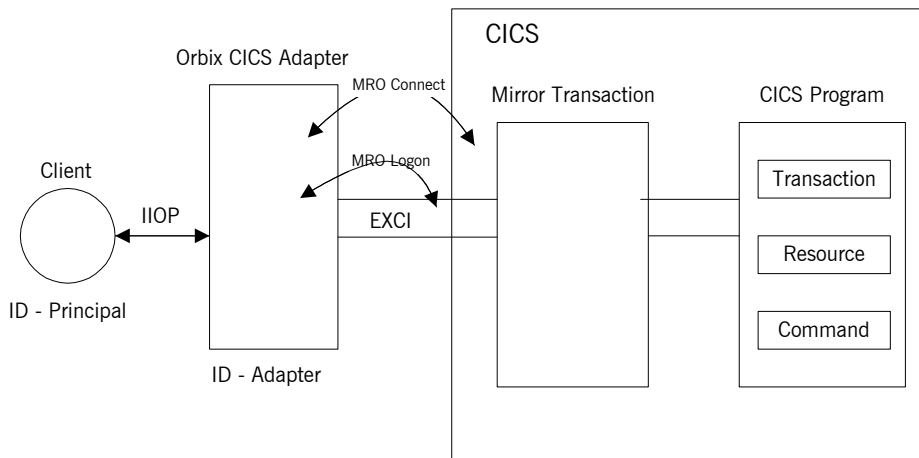 CICS
Orbix CICS Adapter
MRO Connect
Mirror Transaction
CICS Program
MRO Logon
Client
Transaction
IIOP
EXCI
Resource
ID - Principal
Command
ID - Adapter